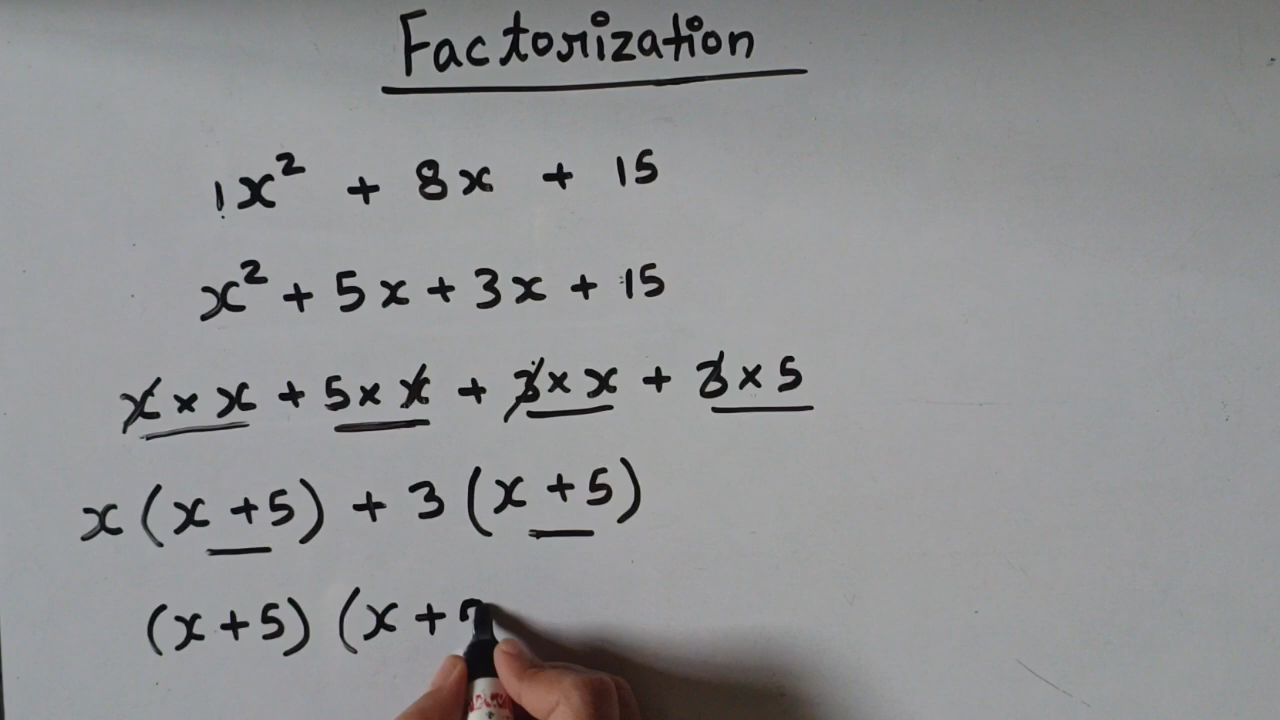 Factorization
1x² + 8x + 15
x² + 5x + 3x + 15
x × x + 5 × x + 3 × x + 3 × 5
x (x + 5) + 3 (x + 5)
(x + 5) (x +